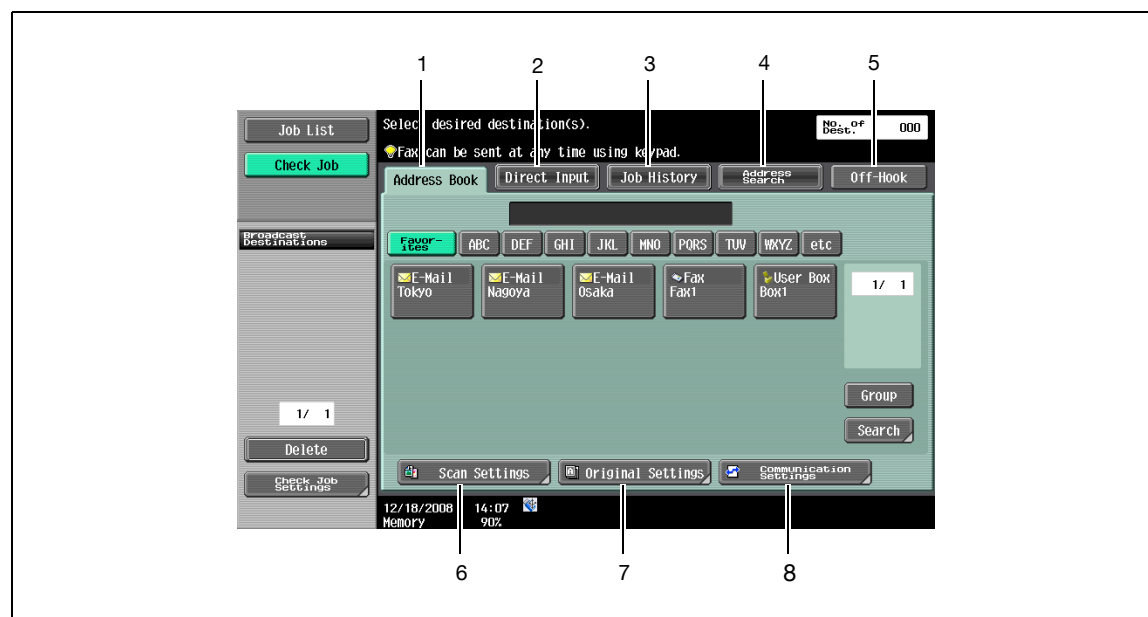 1 2 3 4 5
Job List
Check Job
Select desired destination(s).
No. of Dest. 000
Fax can be sent at any time using keypad.
Address Book Direct Input Job History Address Search Off-Hook
Broadcast
Destinations
Favor-
ites ABC DEF GHI JKL MNO PQRS TUV WXYZ etc
E-Mail E-Mail E-Mail Fax User Box
Tokyo Nagoya Osaka Fax1 Box1
1/ 1
Group
Search
1/ 1
Delete
Check Job
Settings
Scan Settings Original Settings Communication
Settings
12/18/2008 14:07
Memory 90%
6 7 8